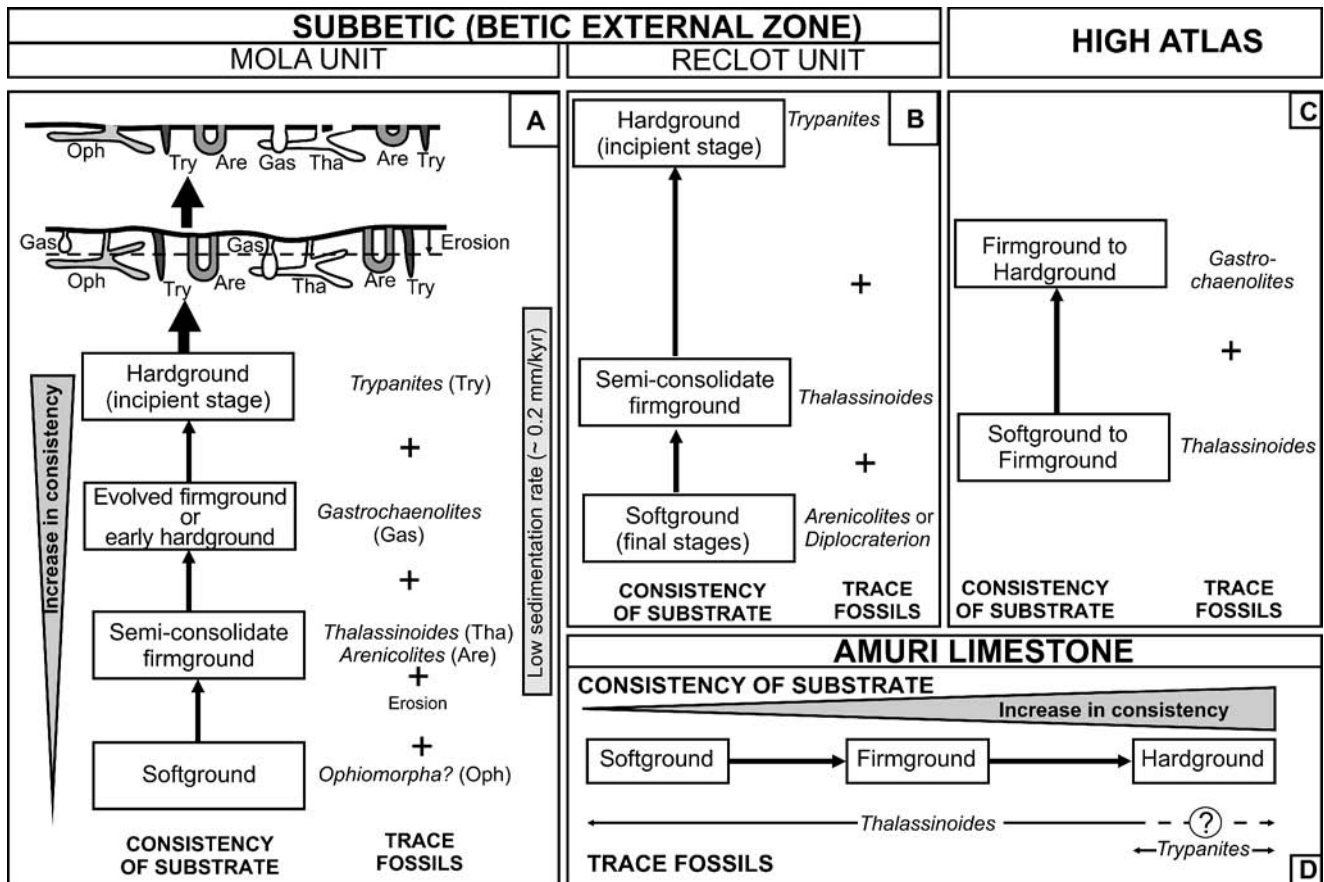 SUBBETIC (BETIC EXTERNAL ZONE)
MOLA UNIT
RECLOT UNIT
HIGH ATLAS
A
Oph
Try
Are
Gas
Tha
Are
Try
Gas
Gas
Erosion
Oph
Try
Are
Tha
Are
Try
Increase in consistency
Hardground
(incipient stage)
Trypanites (Try)
+
Evolved firmground
or
early hardground
Gastrochaenolites
(Gas)
+
Semi-consolidate
firmground
Thalassinoides (Tha)
Arenicolites (Are)
+
Erosion
+
Softground
Ophiomorpha? (Oph)
CONSISTENCY
OF SUBSTRATE
TRACE
FOSSILS
Low sedimentation rate (~ 0.2 mm/kyr)
B
Hardground
(incipient stage)
Trypanites
+
Semi-consolidate
firmground
Thalassinoides
+
Softground
(final stages)
Arenicolites or
Diplocraterion
CONSISTENCY
OF SUBSTRATE
TRACE
FOSSILS
C
Firmground to
Hardground
Gastro-
chaenolites
+
Softground to
Firmground
Thalassinoides
CONSISTENCY
OF SUBSTRATE
TRACE
FOSSILS
AMURI LIMESTONE
CONSISTENCY OF SUBSTRATE
Increase in consistency
Softground
Firmground
Hardground
Thalassinoides
?
Trypanites
TRACE FOSSILS
D